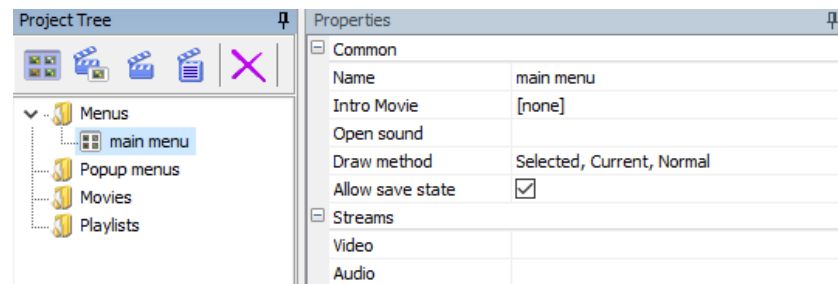 Project Tree
Menus
main menu
Popup menus
Movies
Playlists
Properties
Common
Name main menu
Intro Movie [none]
Open sound
Draw method Selected, Current, Normal
Allow save state
Streams
Video
Audio